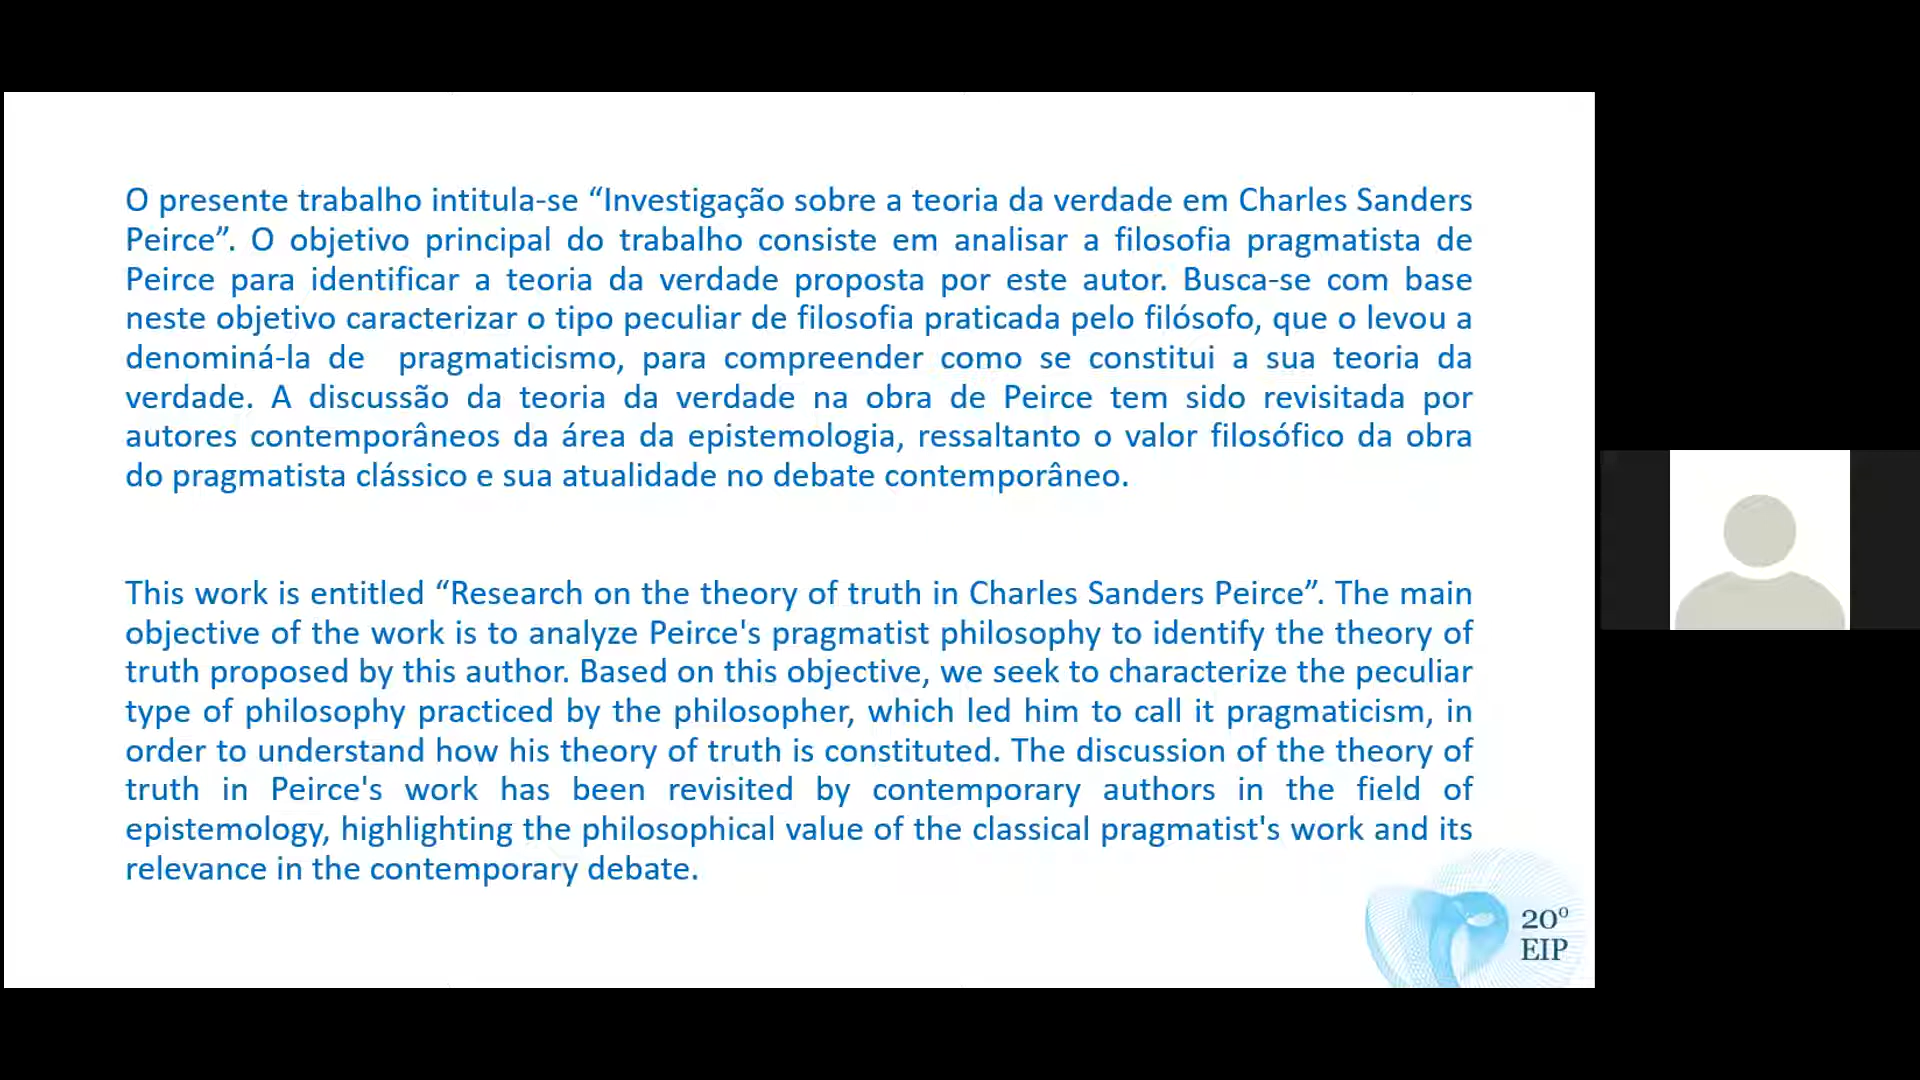 O presente trabalho intitula-se “Investigação sobre a teoria da verdade em Charles Sanders
Peirce”. O objetivo principal do trabalho consiste em analisar a filosofia pragmatista de
Peirce para identificar a teoria da verdade proposta por este autor. Busca-se com base
neste objetivo caracterizar o tipo peculiar de filosofia praticada pelo filósofo, que o levou a
denominá-la de pragmaticismo, para compreender como se constitui a sua teoria da
verdade. A discussão da teoria da verdade na obra de Peirce tem sido revisitada por
autores contemporâneos da área da epistemologia, ressaltanto o valor filosófico da obra
do pragmatista clássico e sua atualidade no debate contemporâneo.
This work is entitled “Research on the theory of truth in Charles Sanders Peirce”. The main
objective of the work is to analyze Peirce's pragmatist philosophy to identify the theory of
truth proposed by this author. Based on this objective, we seek to characterize the peculiar
type of philosophy practiced by the philosopher, which led him to call it pragmaticism, in
order to understand how his theory of truth is constituted. The discussion of the theory of
truth in Peirce's work has been revisited by contemporary authors in the field of
epistemology, highlighting the philosophical value of the classical pragmatist's work and its
relevance in the contemporary debate.
20º
EIP